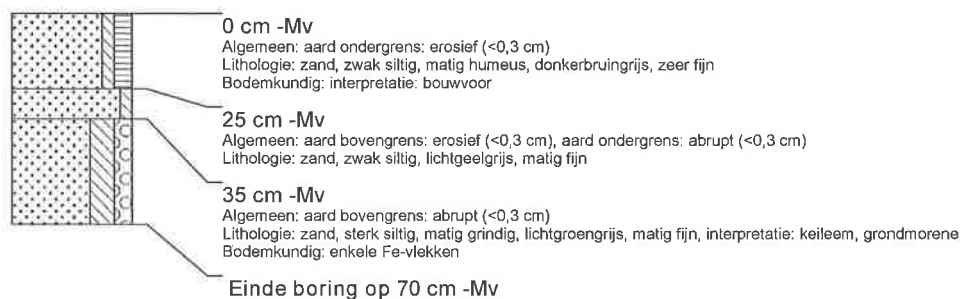 0 cm -Mv
Algemeen: aard ondergrens: erosief (<0,3 cm)
Lithologie: zand, zwak siltig, matig humeus, donkerbruingrijs, zeer fijn
Bodemkundig: interpretatie: bouwvoor
25 cm -Mv
Algemeen: aard bovengrens: erosief (<0,3 cm), aard ondergrens: abrupt (<0,3 cm)
Lithologie: zand, zwak siltig, lichtgeelgrijs, matig fijn
35 cm -Mv
Algemeen: aard bovengrens: abrupt (<0,3 cm)
Lithologie: zand, sterk siltig, matig grindig, lichtgroengrijs, matig fijn, interpretatie: keileem, grondmorene
Bodemkundig: enkele Fe-vlekken
Einde boring op 70 cm -Mv